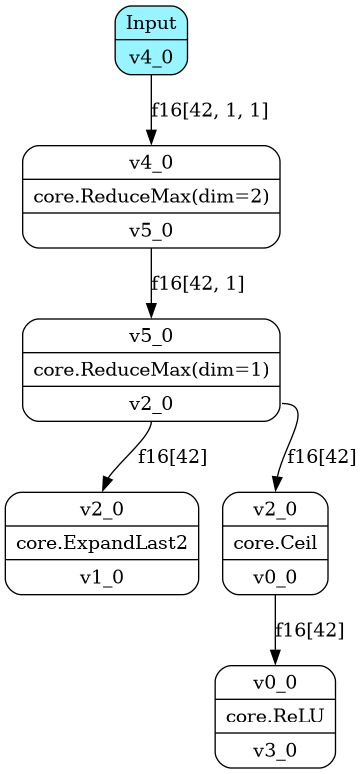 Input
v4_0
f16[42, 1, 1]
v4_0
core.ReduceMax(dim=2)
v5_0
f16[42, 1]
v5_0
core.ReduceMax(dim=1)
v2_0
f16[42]
f16[42]
v2_0
core.ExpandLast2
v1_0
v2_0
core.Ceil
v0_0
f16[42]
v0_0
core.ReLU
v3_0